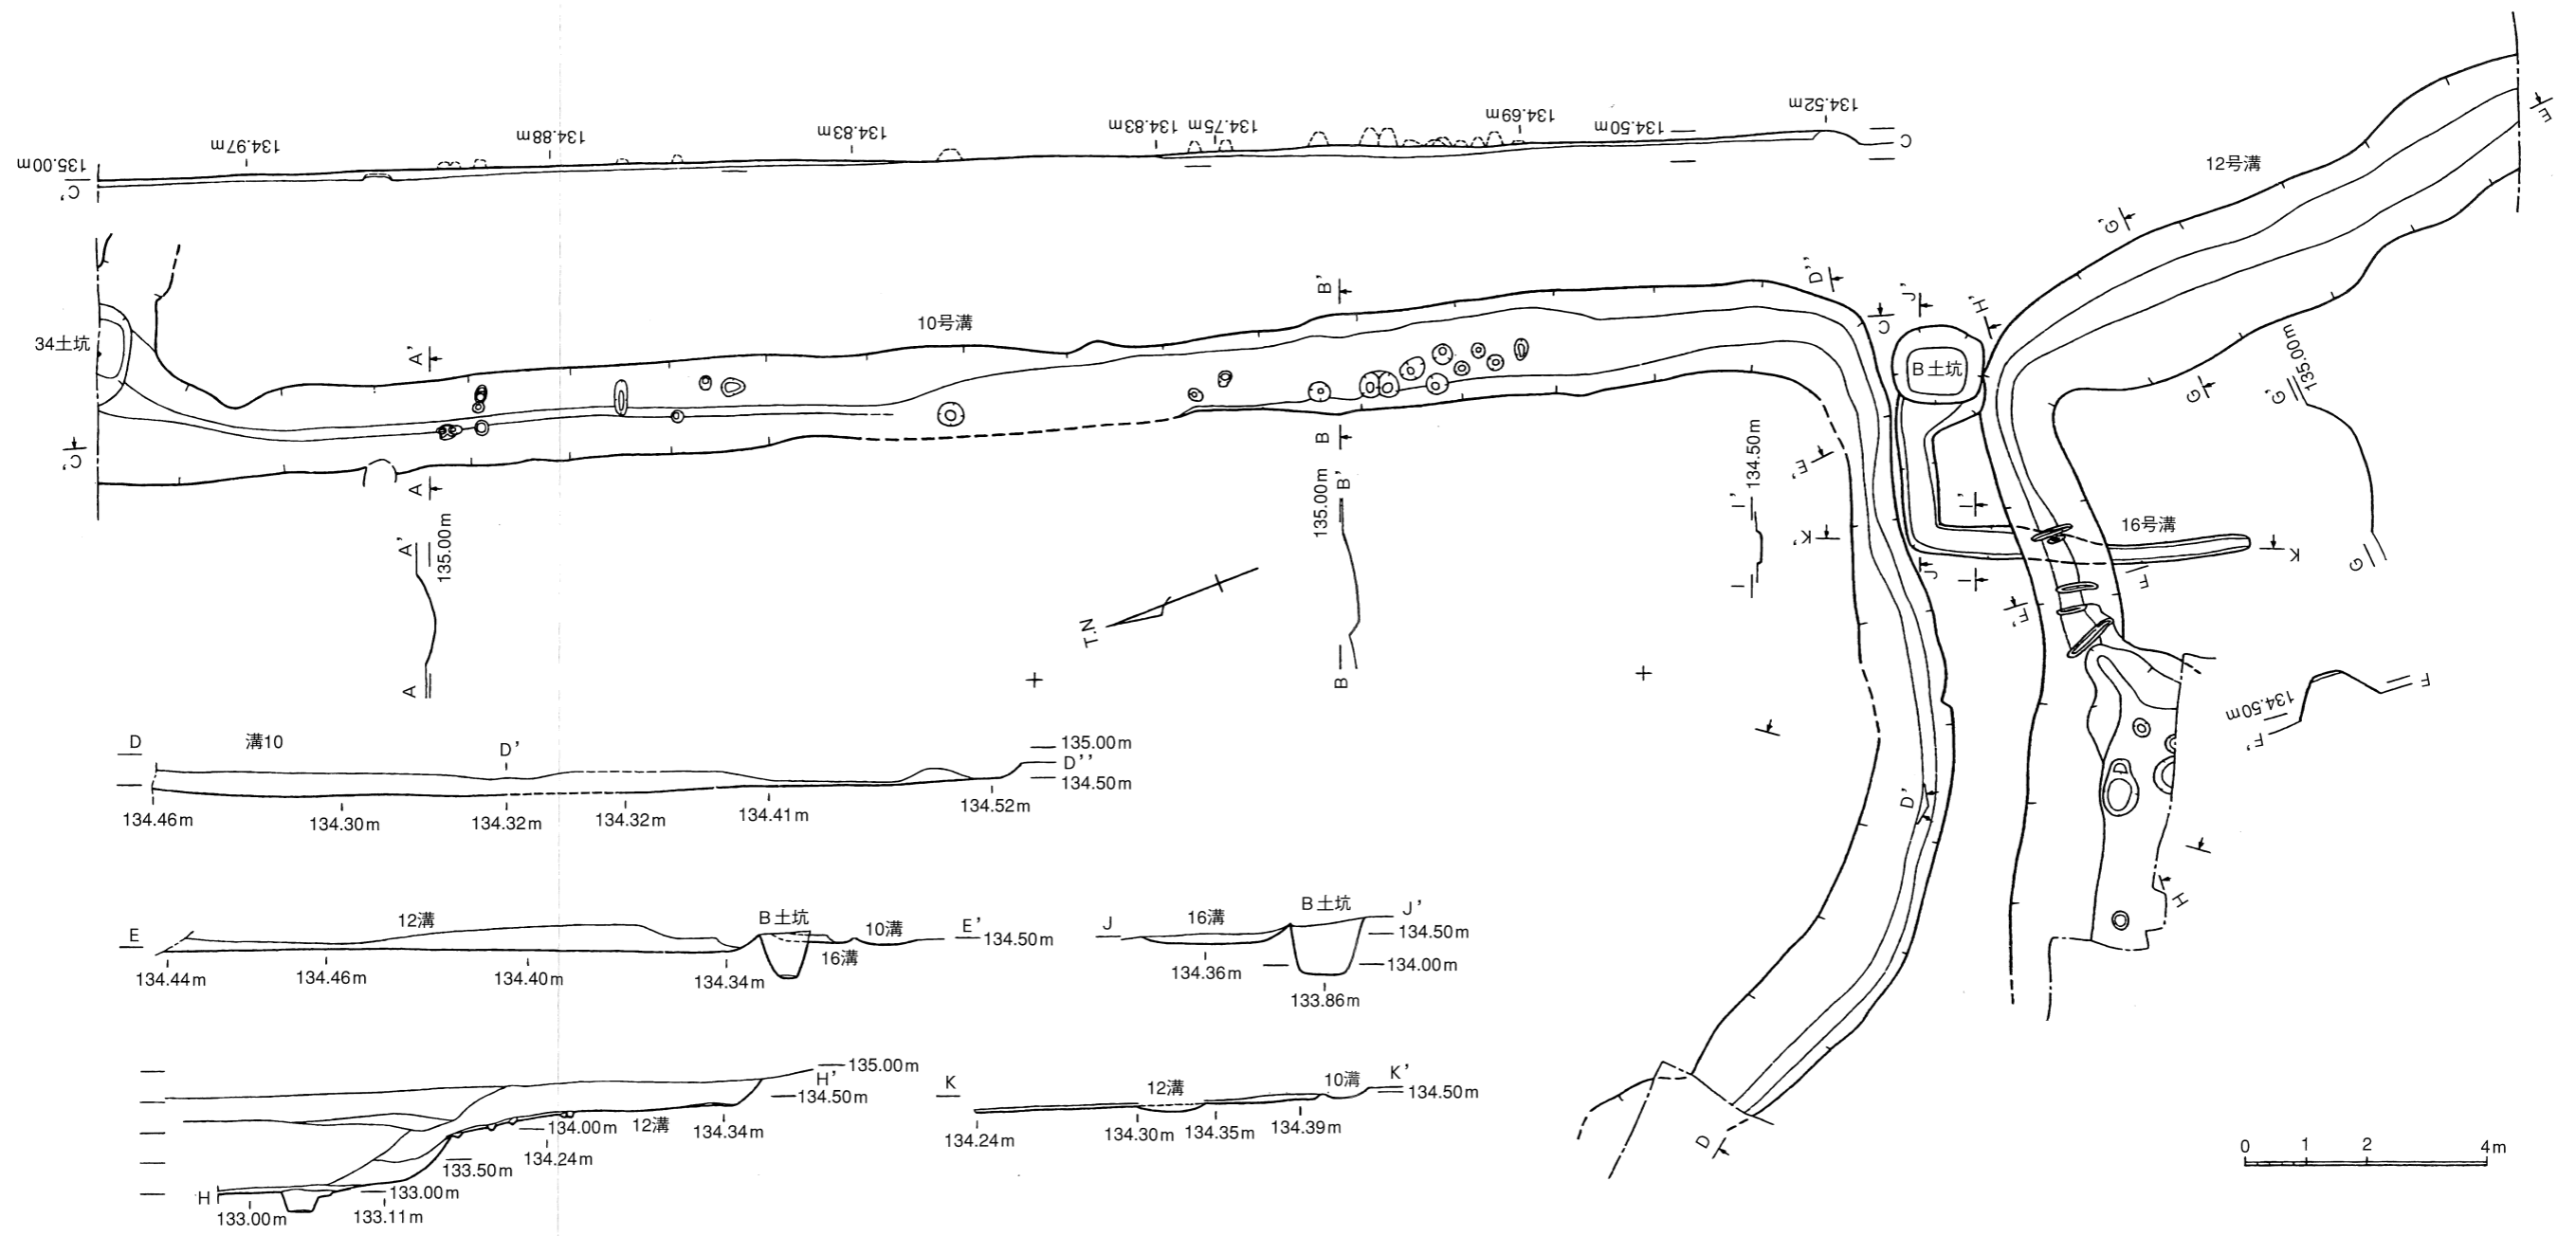 135.00m
C'
134.97m
134.88m
134.83m
134.83m
134.75m
134.69m
134.50m
134.52m
C
E
12号溝
G'
34土坑
10号溝
A'
B'
D''
C
J'
H'
B土坑
G
135.00m
G'
C'
A
B
E'
134.50m
I'
K'
I'
16号溝
K
G
J
I
F
E'
I
A'
135.00m
A
135.00m
B'
B
T.N
F
134.50m
F'
D
溝10
D'
135.00m
D''
134.50m
134.46m
134.30m
134.32m
134.32m
134.41m
134.52m
D'
H
E
12溝
B土坑
10溝
E'
134.50m
16溝
134.44m
134.46m
134.40m
134.34m
J
16溝
B土坑
J'
134.50m
134.36m
134.00m
133.86m
135.00m
H'
134.50m
134.00m
12溝
134.34m
134.24m
133.50m
H
133.00m
133.00m
133.11m
K
12溝
10溝
K'
134.50m
134.24m
134.30m
134.35m
134.39m
D
0 1 2 4m